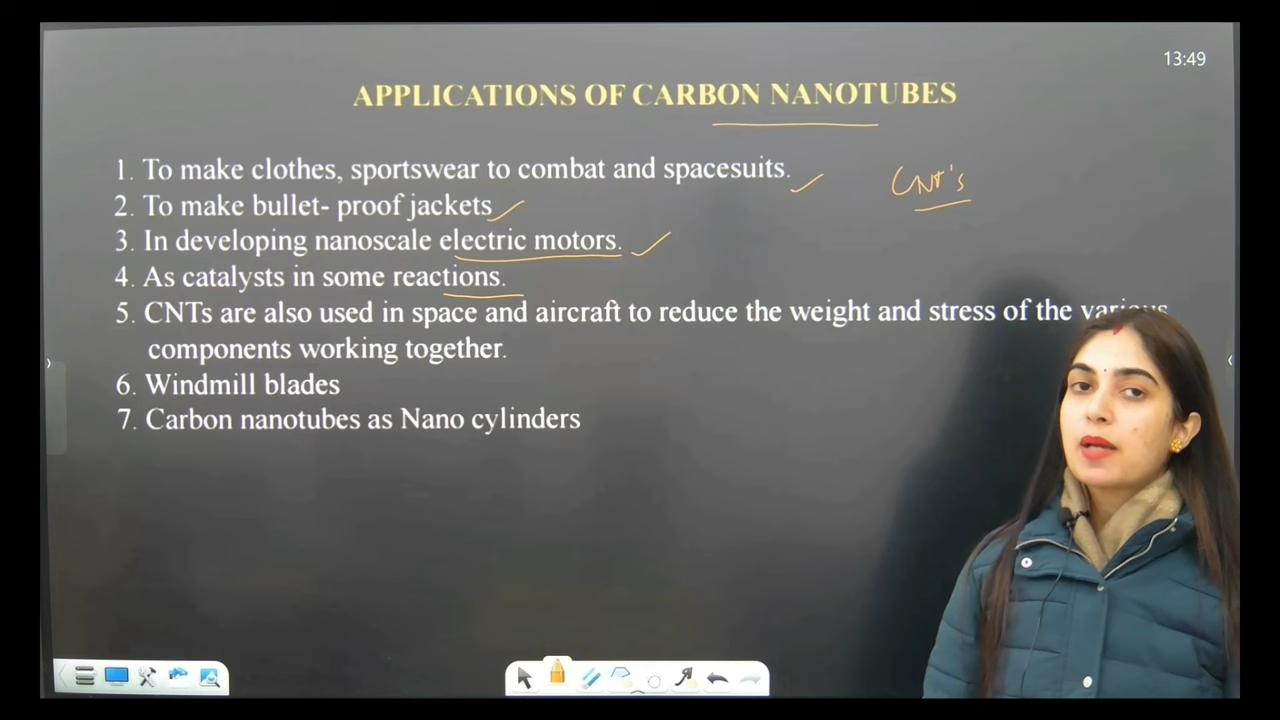 13:49
APPLICATIONS OF CARBON NANOTUBES
1. To make clothes, sportswear to combat and spacesuits.
CNT's
2. To make bullet- proof jackets
3. In developing nanoscale electric motors.
4. As catalysts in some reactions.
5. CNTs are also used in space and aircraft to reduce the weight and stress of the various
components working together.
6. Windmill blades
7. Carbon nanotubes as Nano cylinders